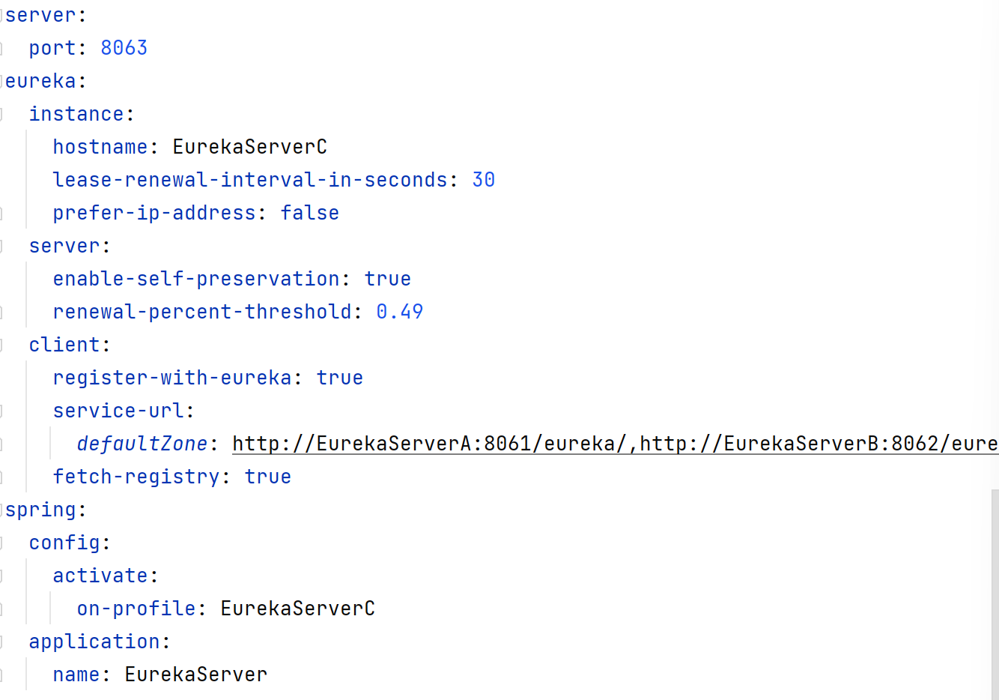 server:
  port: 8063
eureka:
  instance:
    hostname: EurekaServerC
    lease-renewal-interval-in-seconds: 30
    prefer-ip-address: false
  server:
    enable-self-preservation: true
    renewal-percent-threshold: 0.49
  client:
    register-with-eureka: true
    service-url:
      defaultZone: http://EurekaServerA:8061/eureka/,http://EurekaServerB:8062/eure
    fetch-registry: true
spring:
  config:
    activate:
      on-profile: EurekaServerC
  application:
    name: EurekaServer